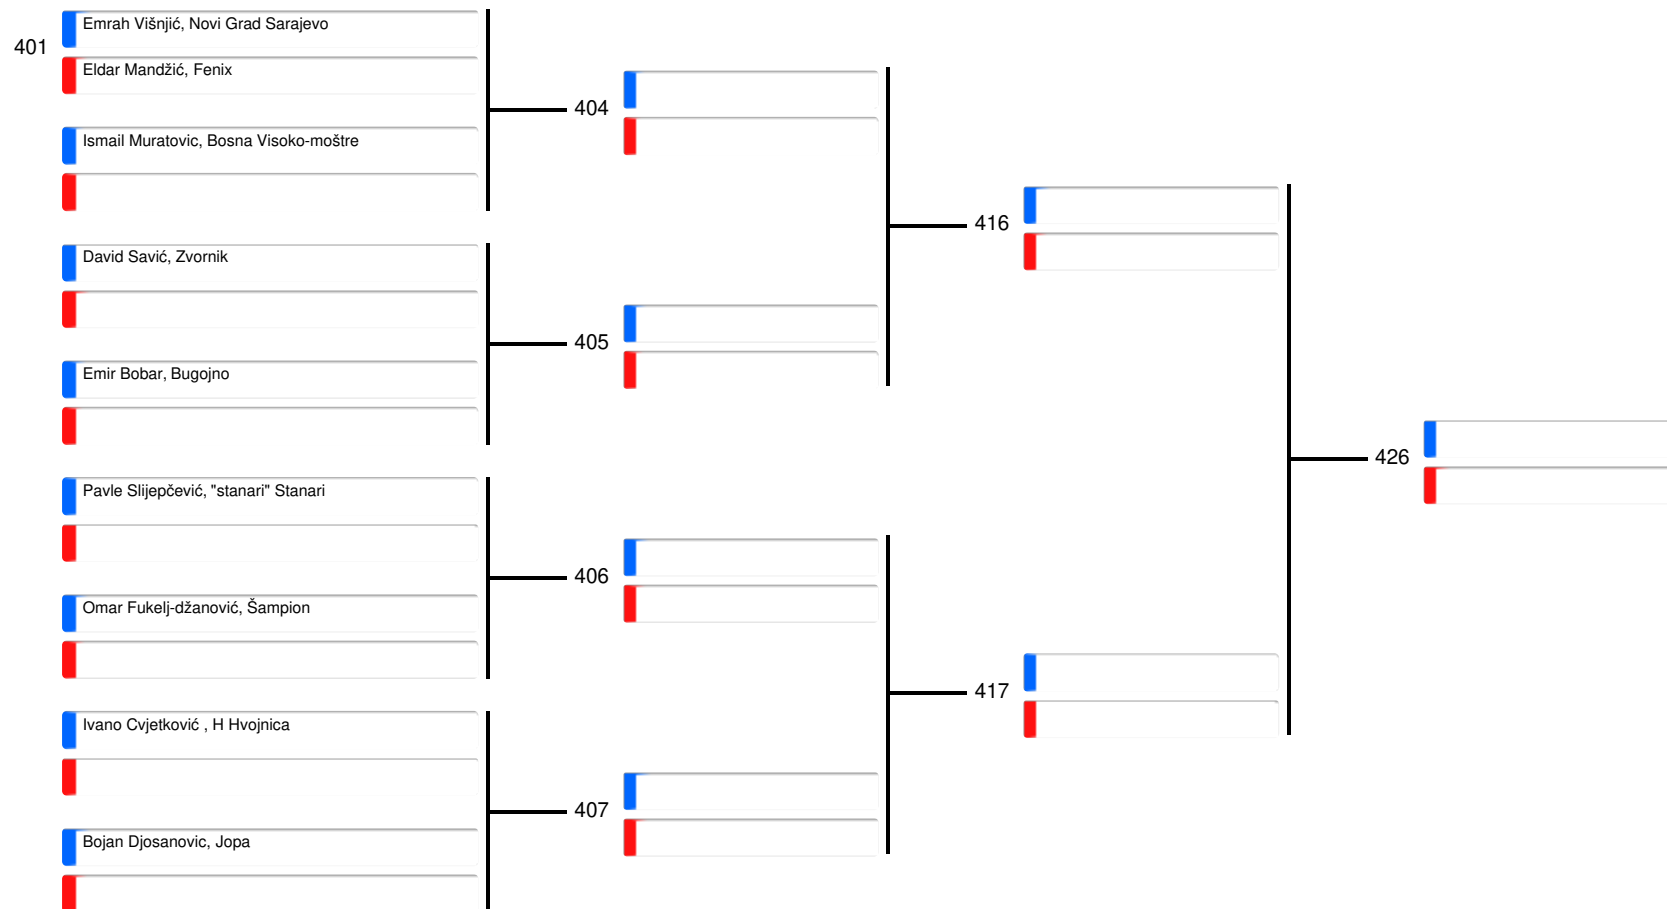 Emrah Višnjić, Novi Grad Sarajevo
401
Eldar Mandžić, Fenix
404
Ismail Muratovic, Bosna Visoko-moštre
416
David Savić, Zvornik
405
Emir Bobar, Bugojno
426
Pavle Slijepčević, "stanari" Stanari
406
Omar Fukelj-džanović, Šampion
417
Ivano Cvjetković , H Hvojnica
407
Bojan Djosanovic, Jopa